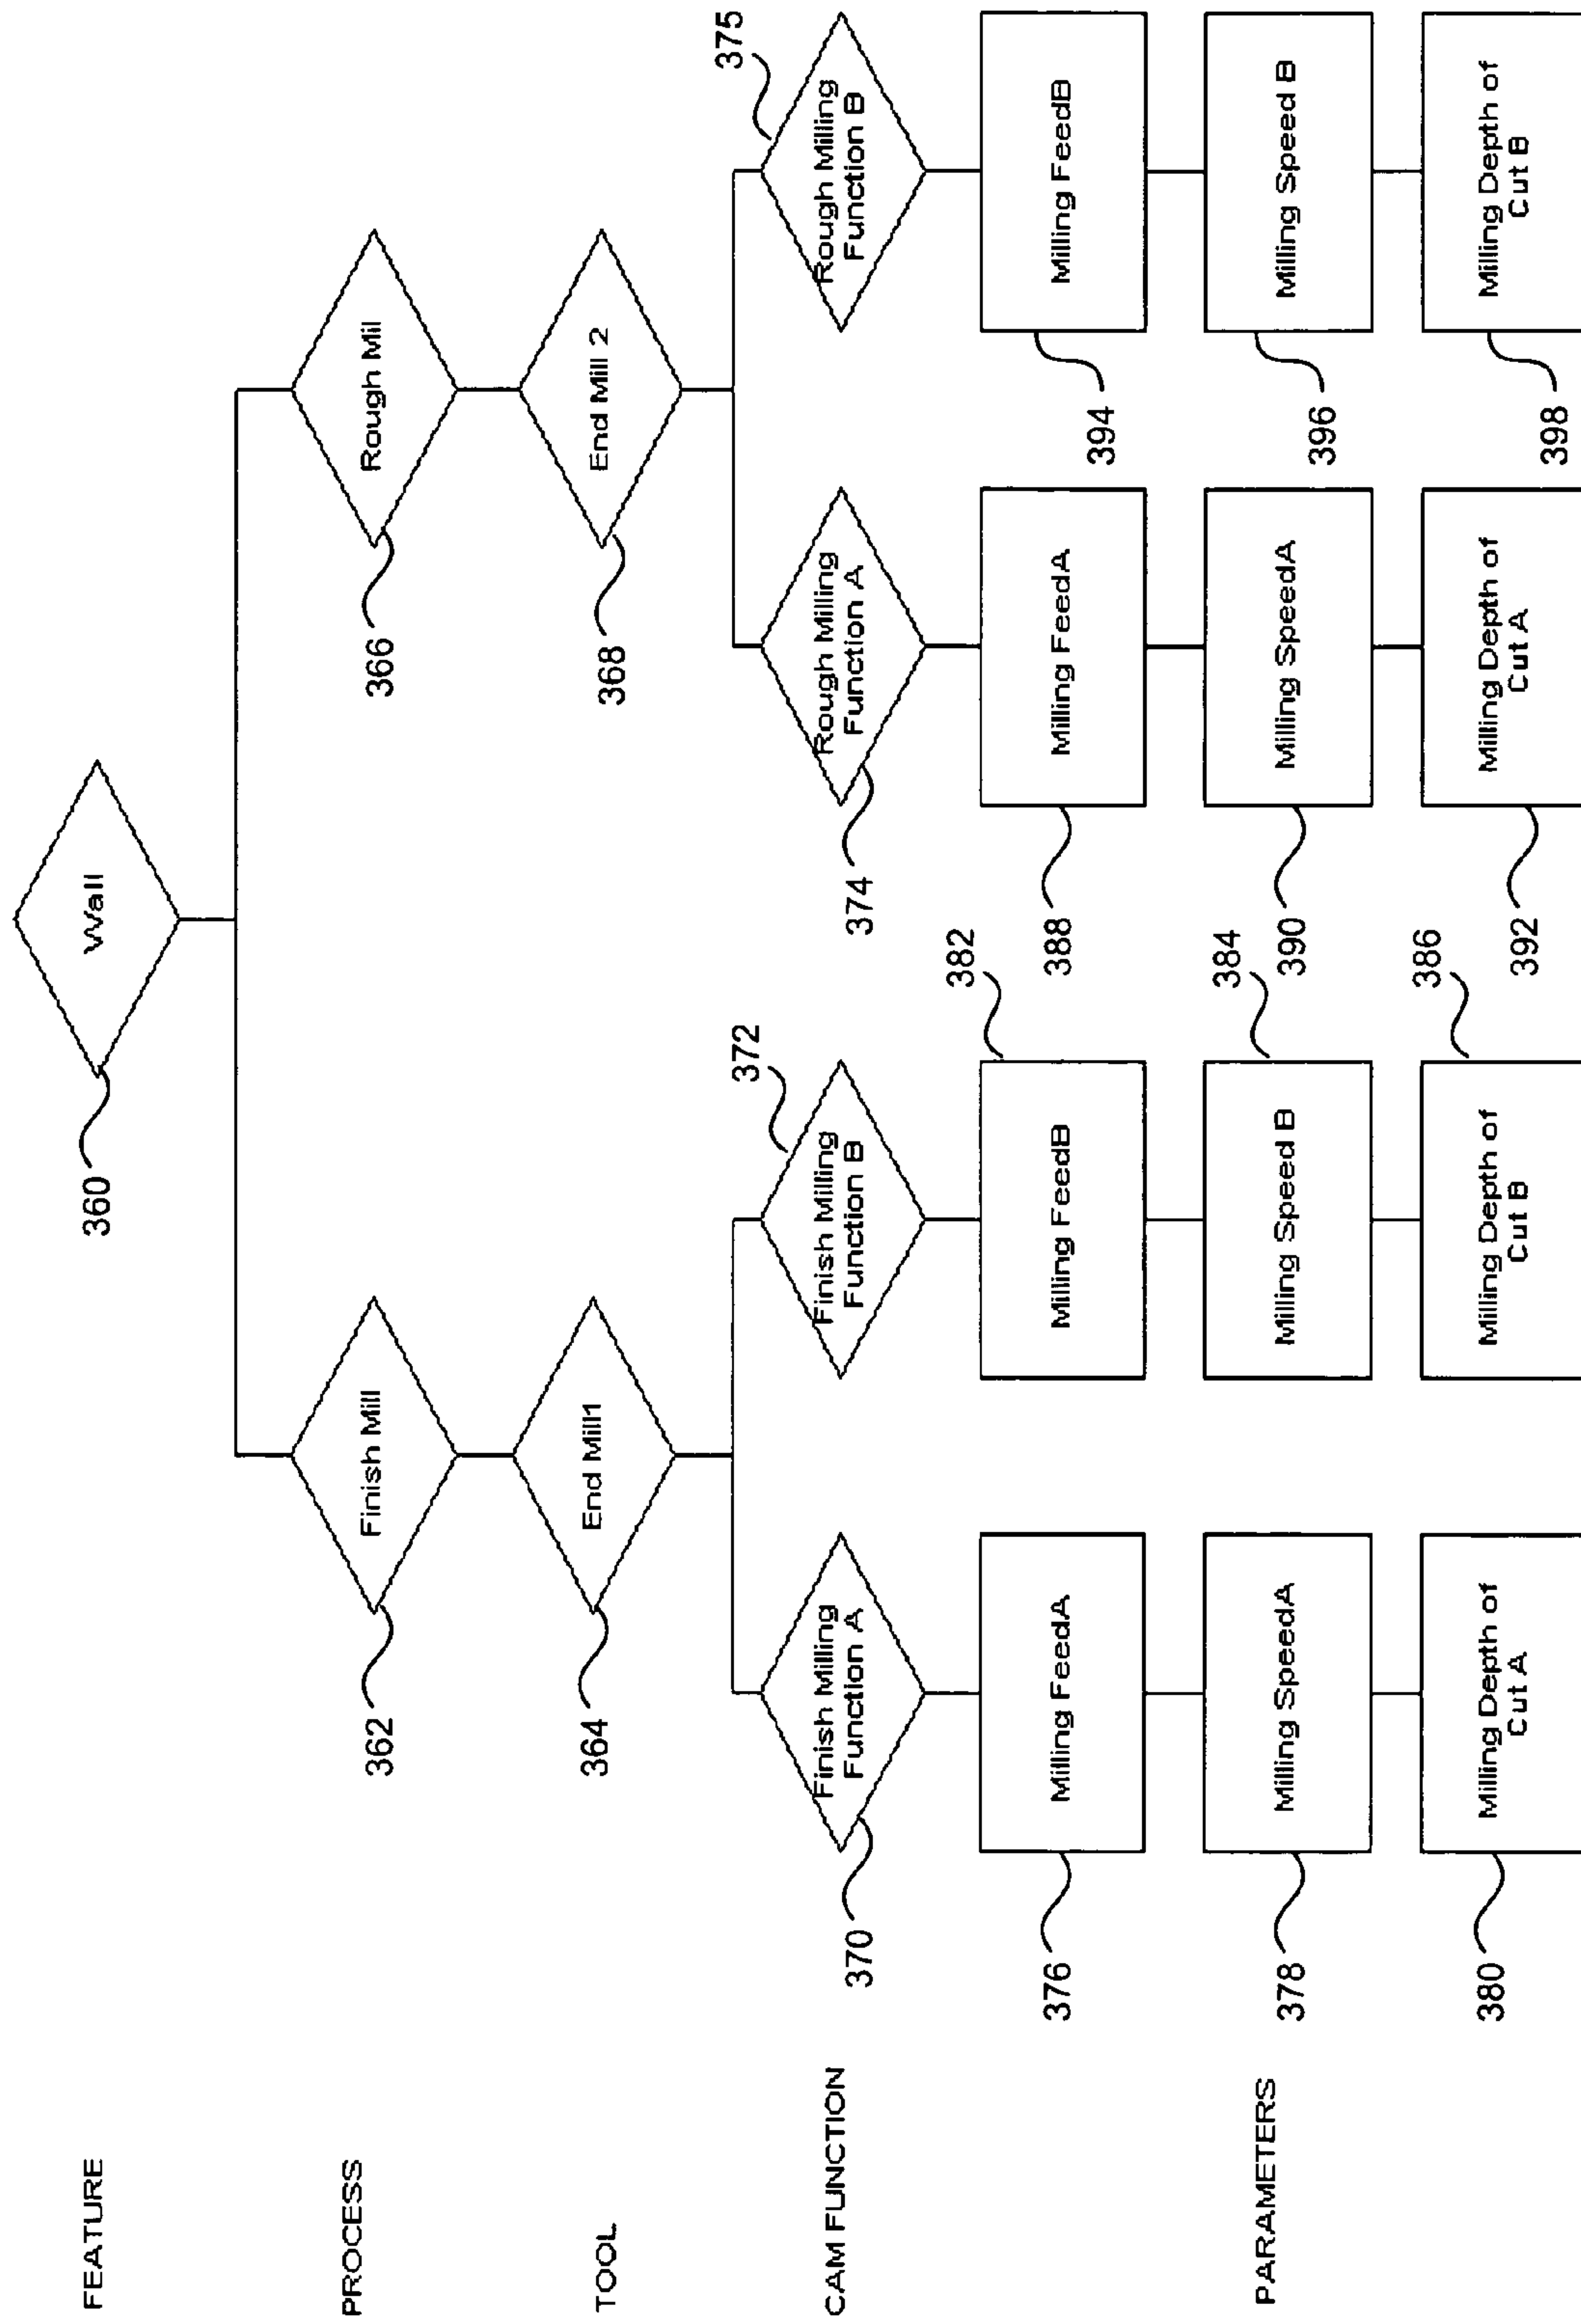 FEATURE
Wall
360
PROCESS
Finish Mill
362
Rough Mil
366
TOOL
End Mill1
364
End Mill 2
368
CAM FUNCTION
Finish Milling
Function A
370
Finish Milling
Function B
372
Rough Milling
Function A
374
Rough Milling
Function B
375
PARAMETERS
Milling FeedA
376
Milling FeedB
382
Milling FeedA
388
Milling FeedB
394
Milling SpeedA
378
Milling Speed B
384
Milling SpeedA
390
Milling Speed B
396
Milling Depth of
Cut A
380
Milling Depth of
Cut B
386
Milling Depth of
Cut A
392
Milling Depth of
Cut B
398